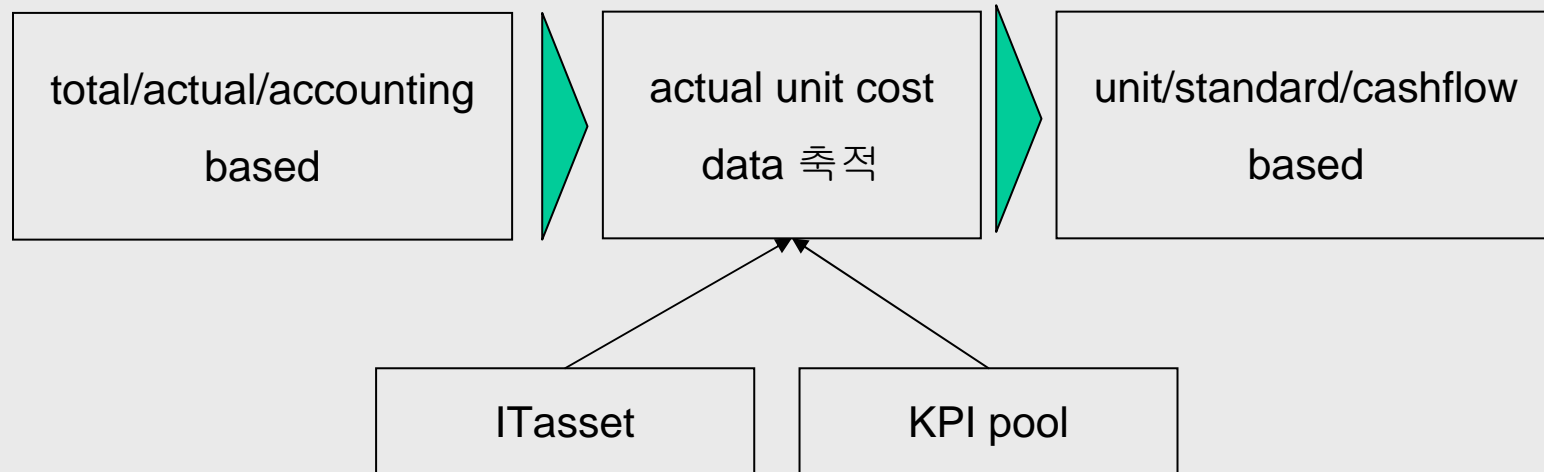 total/actual/accounting
based
actual unit cost
data 축적
unit/standard/cashflow
based
ITasset
KPI pool